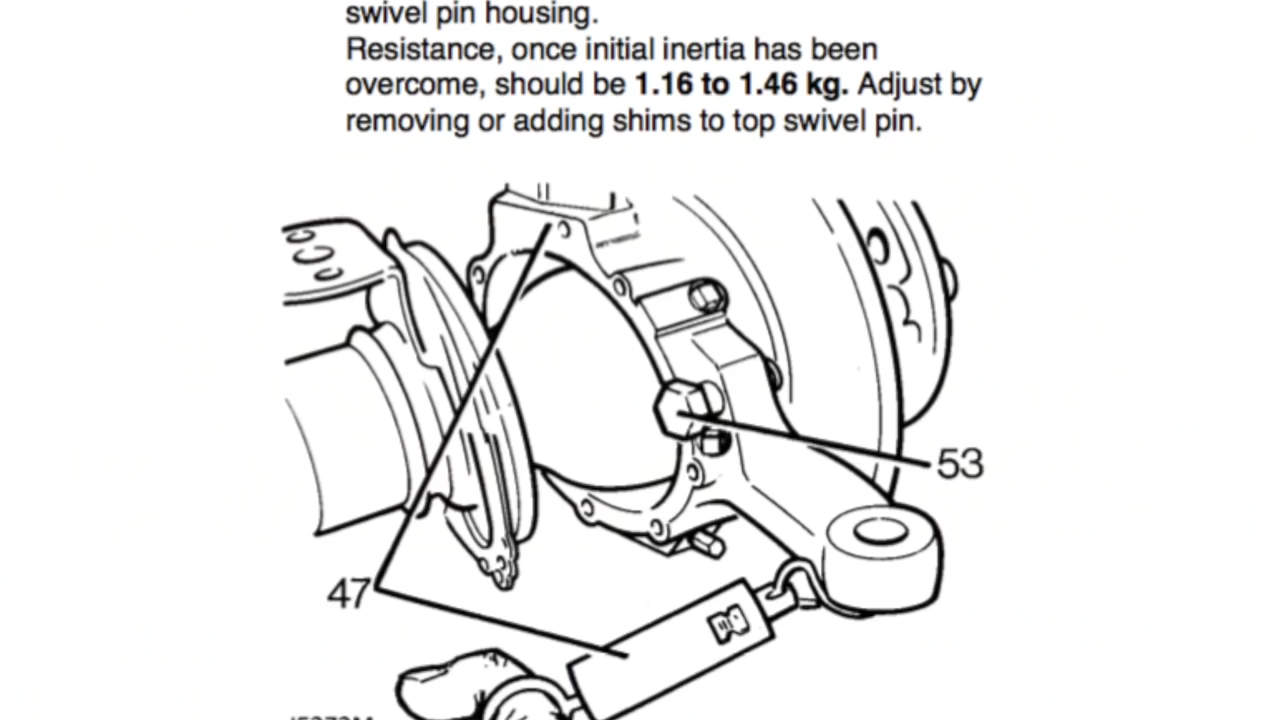 swivel pin housing.
Resistance, once initial inertia has been
overcome, should be 1.16 to 1.46 kg. Adjust by
removing or adding shims to top swivel pin.
53
47